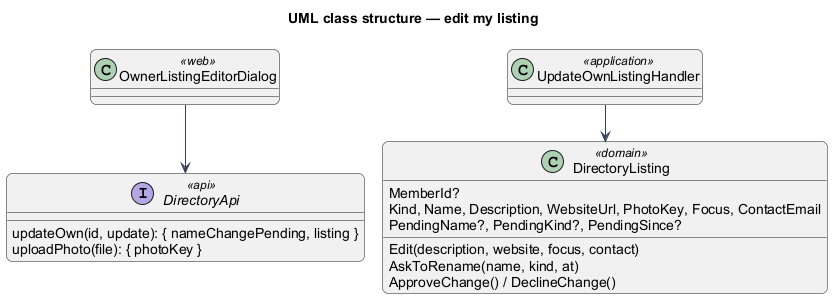 UML class structure — edit my listing
«web»
C OwnerListingEditorDialog
«application»
C UpdateOwnListingHandler
«api»
I DirectoryApi
updateOwn(id, update): { nameChangePending, listing }
uploadPhoto(file): { photoKey }
«domain»
C DirectoryListing
MemberId?
Kind, Name, Description, WebsiteUrl, PhotoKey, Focus, ContactEmail
PendingName?, PendingKind?, PendingSince?
Edit(description, website, focus, contact)
AskToRename(name, kind, at)
ApproveChange() / DeclineChange()